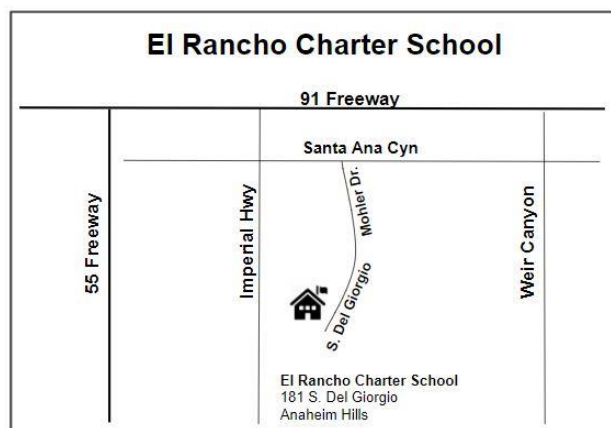 El Rancho Charter School
91 Freeway
Santa Ana Cyn
55 Freeway
Imperial Hwy
Mohler Dr.
S. Del Giorgio
Weir Canyon
El Rancho Charter School
181 S. Del Giorgio
Anaheim Hills